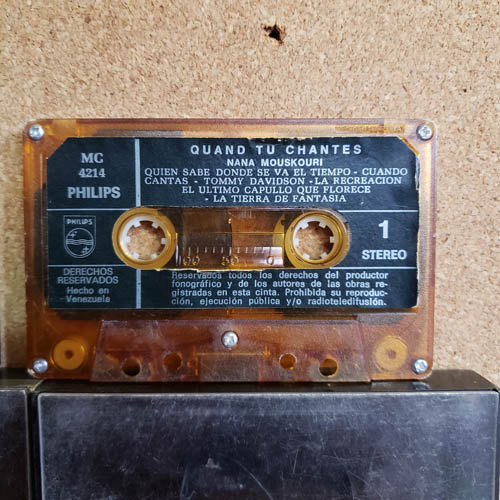 QUAND TU CHANTES
NANA MOUSKOURI
MC
4214
PHILIPS
QUIEN SABE DONDE SE VA EL TIEMPO - CUANDO
CANTAS - TOMMY DAVIDSON - LA RECREACION
EL ULTIMO CAPULLO QUE FLORECE
- LA TIERRA DE FANTASIA
PHILIPS
1
STEREO
DERECHOS
RESERVADOS
Hecho en
Venezuela
Reservados todos los derechos del productor
fonográfico y de los autores de las obras re-
gistradas en esta cinta. Prohibida su reproduc-
ción, ejecución pública y/o radioteledifusión.